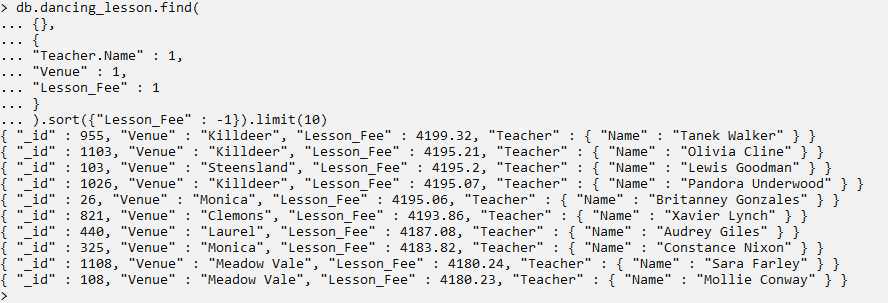 > db.dancing_lesson.find(
... {},
... {
... "Teacher.Name" : 1,
... "Venue" : 1,
... "Lesson_Fee" : 1
... }
... ).sort({"Lesson_Fee" : -1}).limit(10)
{ "_id" : 955, "Venue" : "Killdeer", "Lesson_Fee" : 4199.32, "Teacher" : { "Name" : "Tanek Walker" } }
{ "_id" : 1103, "Venue" : "Killdeer", "Lesson_Fee" : 4195.21, "Teacher" : { "Name" : "Olivia Cline" } }
{ "_id" : 103, "Venue" : "Steensland", "Lesson_Fee" : 4195.2, "Teacher" : { "Name" : "Lewis Goodman" } }
{ "_id" : 1026, "Venue" : "Killdeer", "Lesson_Fee" : 4195.07, "Teacher" : { "Name" : "Pandora Underwood" } }
{ "_id" : 26, "Venue" : "Monica", "Lesson_Fee" : 4195.06, "Teacher" : { "Name" : "Britanney Gonzales" } }
{ "_id" : 821, "Venue" : "Clemons", "Lesson_Fee" : 4193.86, "Teacher" : { "Name" : "Xavier Lynch" } }
{ "_id" : 440, "Venue" : "Laurel", "Lesson_Fee" : 4187.08, "Teacher" : { "Name" : "Audrey Giles" } }
{ "_id" : 325, "Venue" : "Monica", "Lesson_Fee" : 4183.82, "Teacher" : { "Name" : "Constance Nixon" } }
{ "_id" : 1108, "Venue" : "Meadow Vale", "Lesson_Fee" : 4180.24, "Teacher" : { "Name" : "Sara Farley" } }
{ "_id" : 108, "Venue" : "Meadow Vale", "Lesson_Fee" : 4180.23, "Teacher" : { "Name" : "Mollie Conway" } }
>